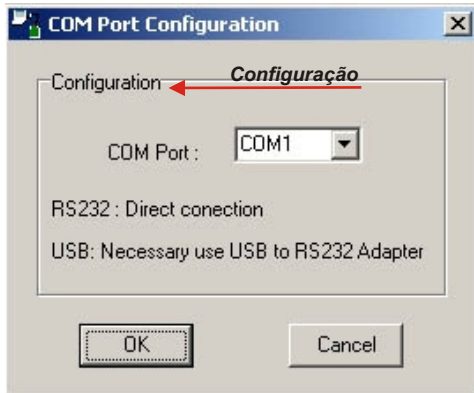 COM Port Configuration
Configuration
Configuração
COM Port :
COM1
RS232 : Direct conection
USB: Necessary use USB to RS232 Adapter
OK
Cancel